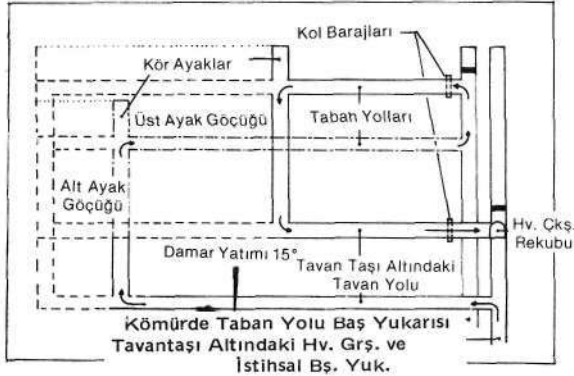 Kol Barajları
Kör Ayaklar
Üst Ayak Göçüğü
Tabah Yolları
Alt Ayak
Göçüğü
Hv. Çkş.
Rekubu
Damar Yatımı 15°
Tavan Taşı Altındaki
Tavan Yolu
Kömürde Taban Yolu Baş Yukarısı
Tavantaşı Altındaki Hv. Grş. ve
İstihsal Bş. Yuk.